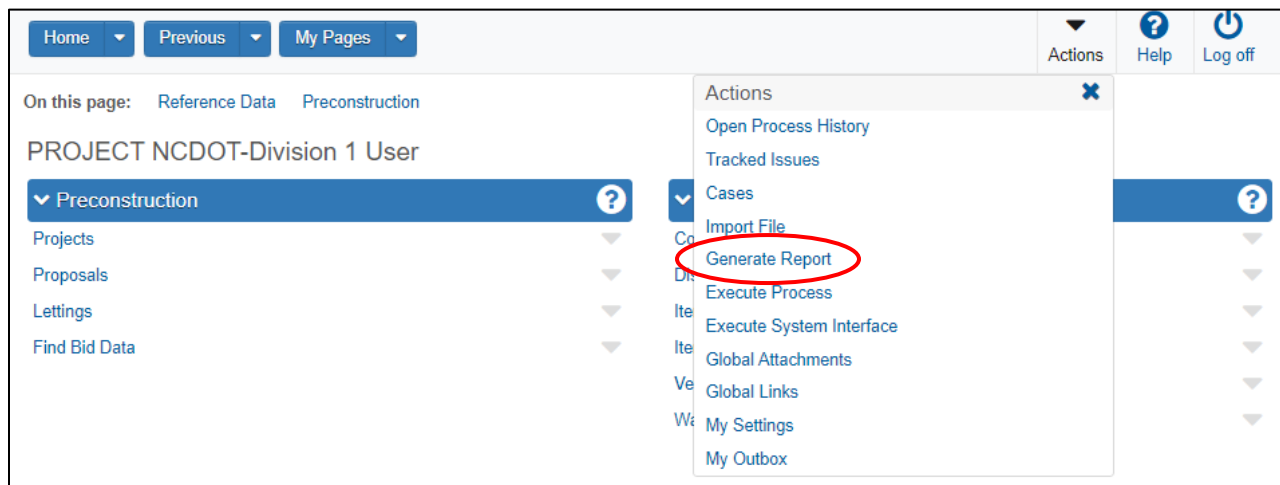 Home Previous My Pages Actions Help Log off
On this page: Reference Data Preconstruction
PROJECT NCDOT-Division 1 User
Preconstruction
Projects
Proposals
Lettings
Find Bid Data
Actions
Open Process History
Tracked Issues
Cases
Import File
Generate Report
Execute Process
Execute System Interface
Global Attachments
Global Links
My Settings
My Outbox